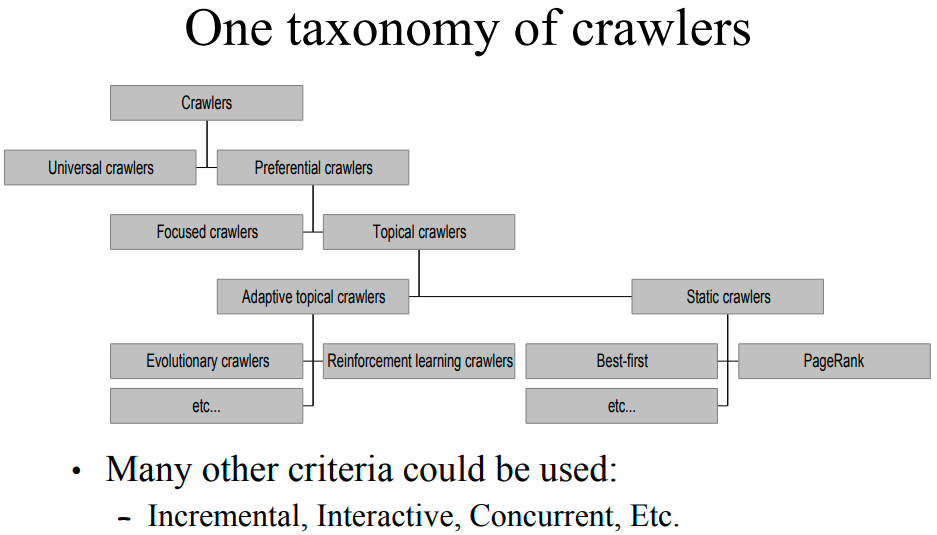 One taxonomy of crawlers
Crawlers
Universal crawlers
Preferential crawlers
Focused crawlers
Topical crawlers
Adaptive topical crawlers
Static crawlers
Evolutionary crawlers
Reinforcement learning crawlers
Best-first
PageRank
etc...
etc...
• Many other criteria could be used:
– Incremental, Interactive, Concurrent, Etc.